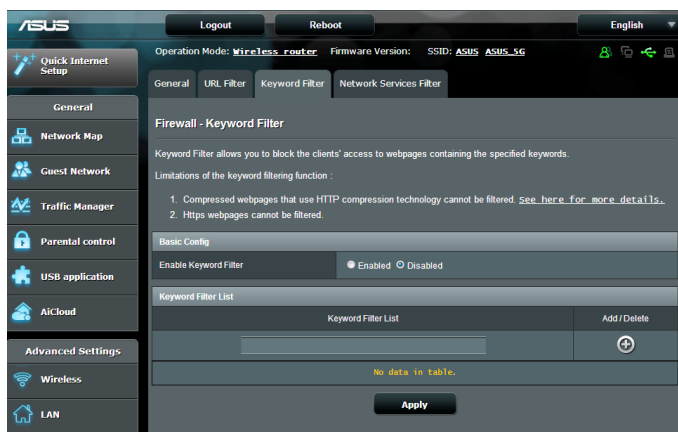 ASUS
Logout
Reboot
English
Quick Internet Setup
Operation Mode: Wireless router Firmware Version: SSID: ASUS ASUS_5G
General
URL Filter
Keyword Filter
Network Services Filter
General
Network Map
Guest Network
Traffic Manager
Parental control
USB application
AiCloud
Advanced Settings
Wireless
LAN
Firewall - Keyword Filter
Keyword Filter allows you to block the clients' access to webpages containing the specified keywords.
Limitations of the keyword filtering function :
1. Compressed webpages that use HTTP compression technology cannot be filtered. See here for more details.
2. Https webpages cannot be filtered.
Basic Config
Enable Keyword Filter
Enabled Disabled
Keyword Filter List
Keyword Filter List
Add / Delete
No data in table.
Apply